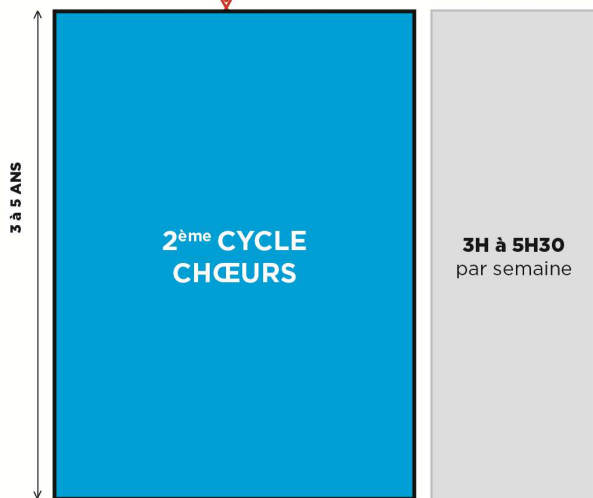 3 à 5 ANS
2ème CYCLE
CHŒURS
3H à 5H30
par semaine